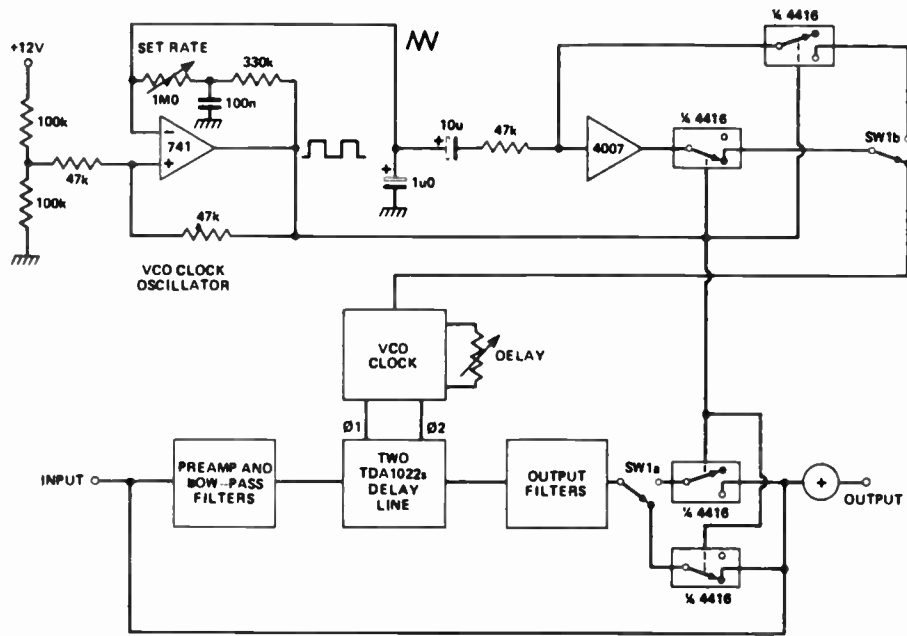 +12V
SET RATE
330k
1M0
100n
100k
47k
100k
741
47k
VCO CLOCK
OSCILLATOR
10u
47k
1u0
4007
¼ 4416
¼ 4416
SW1b
VCO
CLOCK
DELAY
Ø1
Ø2
INPUT
PREAMP AND
LOW-PASS
FILTERS
TWO
TDA1022s
DELAY
LINE
OUTPUT
FILTERS
SW1a
¼ 4416
¼ 4416
OUTPUT